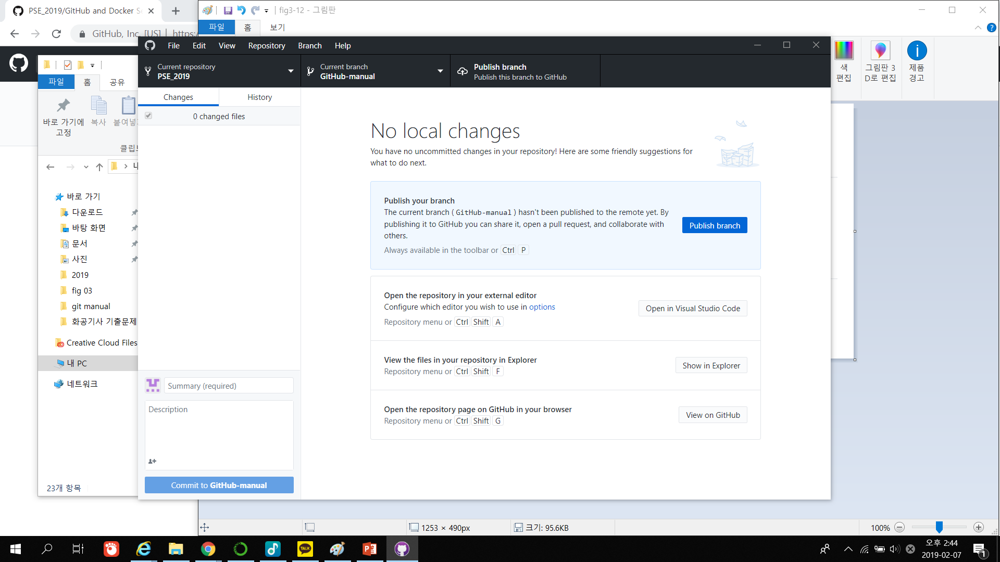 PSE_2019/GitHub and Docker Se
fig3-12 - 그림판
파일
홈
보기
GitHub, Inc. [US] | https:/
File
Edit
View
Repository
Branch
Help
Current repository
PSE_2019
Current branch
GitHub-manual
Publish branch
Publish this branch to GitHub
색
편집
그림판 3
D로 편집
제품
경고
파일
홈
공유
바로 가기에
고정
복사
붙여넣
클립보
Changes
History
0 changed files
No local changes
You have no uncommitted changes in your repository! Here are some friendly suggestions for
what to do next.
Publish your branch
The current branch ( GitHub-manual ) hasn't been published to the remote yet. By
publishing it to GitHub you can share it, open a pull request, and collaborate with
others.
Always available in the toolbar or Ctrl P
Publish branch
Open the repository in your external editor
Configure which editor you wish to use in options
Repository menu or Ctrl Shift A
Open in Visual Studio Code
View the files in your repository in Explorer
Repository menu or Ctrl Shift F
Show in Explorer
Open the repository page on GitHub in your browser
Repository menu or Ctrl Shift G
View on GitHub
바로 가기
다운로드
바탕 화면
문서
사진
2019
fig 03
git manual
화공기사 기출문제
Creative Cloud Files
내 PC
네트워크
23개 항목
Summary (required)
Description
Commit to GitHub-manual
1253 × 490px
크기: 95.6KB
100%
TALK
오후 2:44
2019-02-07
1